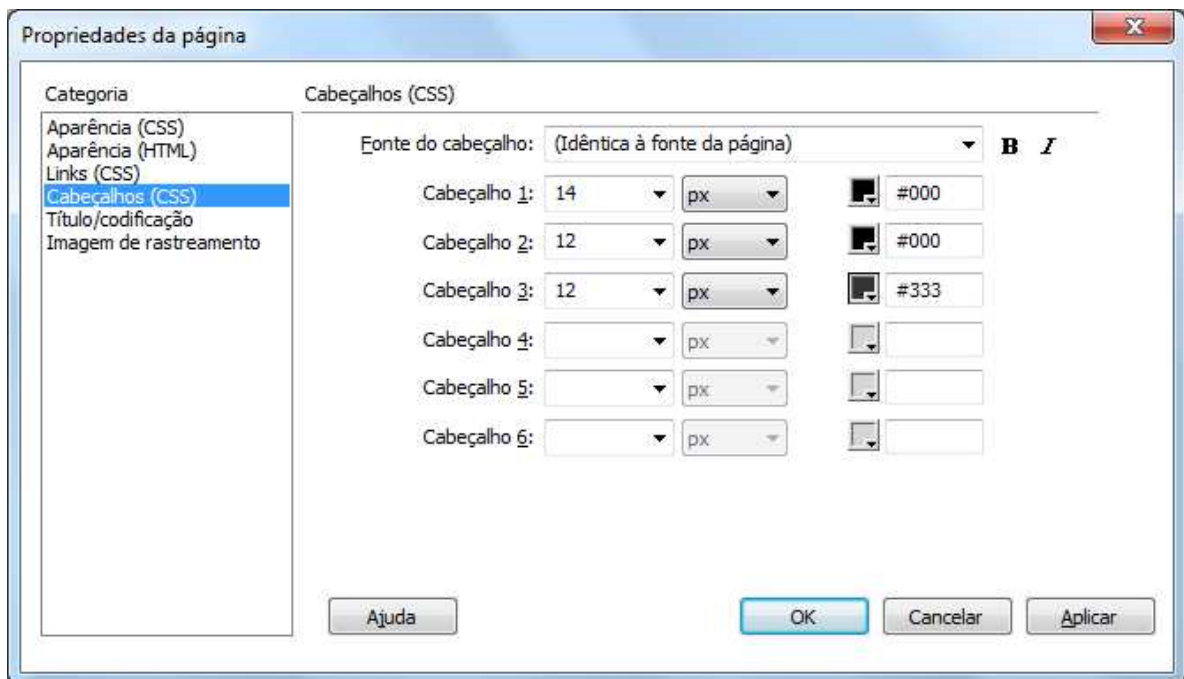 Propriedades da página
Categoria
Aparência (CSS)
Aparência (HTML)
Links (CSS)
Cabeçalhos (CSS)
Título/codificação
Imagem de rastreamento
Cabeçalhos (CSS)
Fonte do cabeçalho: (Idêntica à fonte da página) B I
Cabeçalho 1: 14 px #000
Cabeçalho 2: 12 px #000
Cabeçalho 3: 12 px #333
Cabeçalho 4: px
Cabeçalho 5: px
Cabeçalho 6: px
Ajuda OK Cancelar Aplicar